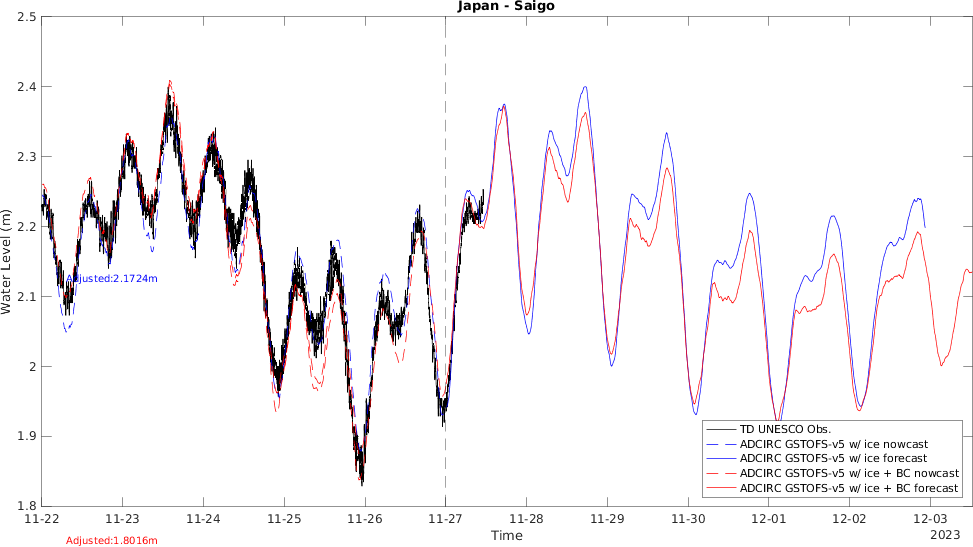 Japan - Saigo
2.5
2.4
2.3
2.2
2.1
2
1.9
1.8
Water Level (m)
Adjusted:2.1724m
TD UNESCO Obs.
ADCIRC GSTOFS-v5 w/ ice nowcast
ADCIRC GSTOFS-v5 w/ ice forecast
ADCIRC GSTOFS-v5 w/ ice + BC nowcast
ADCIRC GSTOFS-v5 w/ ice + BC forecast
11-22 11-23 11-24 11-25 11-26 11-27 11-28 11-29 11-30 12-01 12-02 12-03
Time
2023
Adjusted:1.8016m